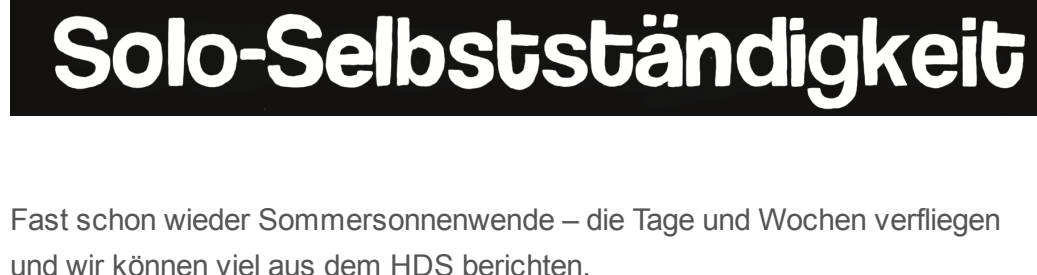 Solo-Selbstständigkeit
Fast schon wieder Sommersonnenwende – die Tage und Wochen verfliegen
und wir können viel aus dem HDS berichten.